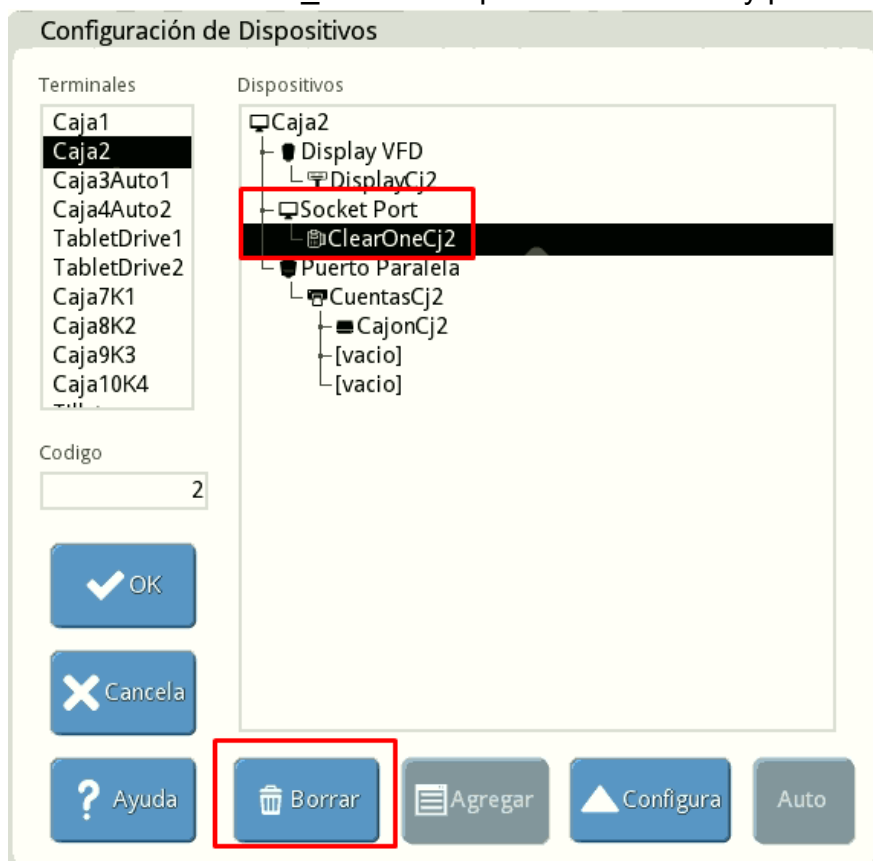 Configuración de Dispositivos
Terminales
Caja1
Caja2
Caja3Auto1
Caja4Auto2
TabletDrive1
TabletDrive2
Caja7K1
Caja8K2
Caja9K3
Caja10K4
Codigo
2
OK
Cancela
Ayuda
Dispositivos
Caja2
Display VFD
DisplayCj2
Socket Port
ClearOneCj2
Puerto Paralela
CuentasCj2
CajonCj2
[vacio]
[vacio]
Borrar
Agregar
Configura
Auto